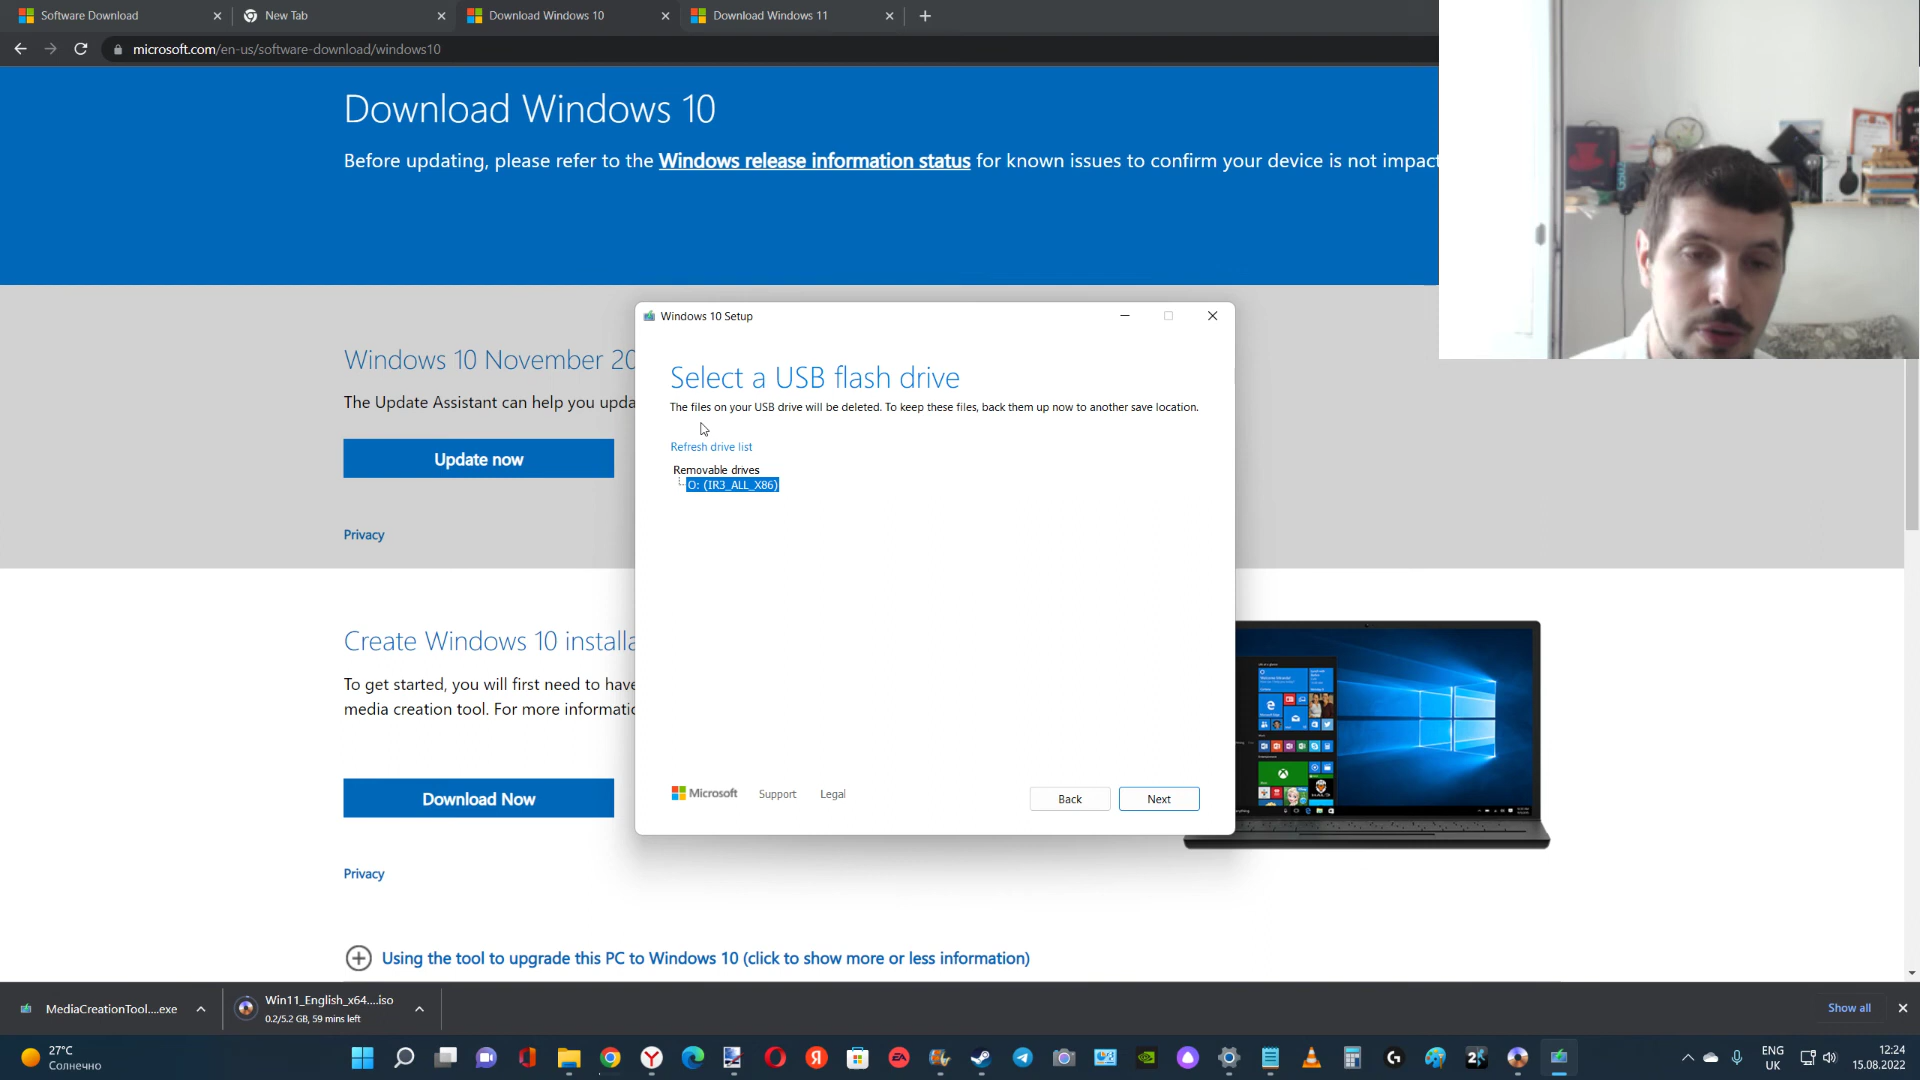 Software Download
New Tab
Download Windows 10
Download Windows 11
microsoft.com/en-us/software-download/windows10
Download Windows 10
Before updating, please refer to the Windows release information status for known issues to confirm your device is not impact
Windows 10 November 20
The Update Assistant can help you upda
Update now
Privacy
Windows 10 Setup
Select a USB flash drive
The files on your USB drive will be deleted. To keep these files, back them up now to another save location.
Refresh drive list
Removable drives
O: (IR3_ALL_X86)
Microsoft
Support
Legal
Back
Next
Create Windows 10 installa
To get started, you will first need to have
media creation tool. For more informatio
Download Now
Privacy
Using the tool to upgrade this PC to Windows 10 (click to show more or less information)
MediaCreationTool....exe
Win11_English_x64....iso
0.2/5.2 GB, 59 mins left
Show all
27°C
Солнечно
ENG
UK
12:24
15.08.2022